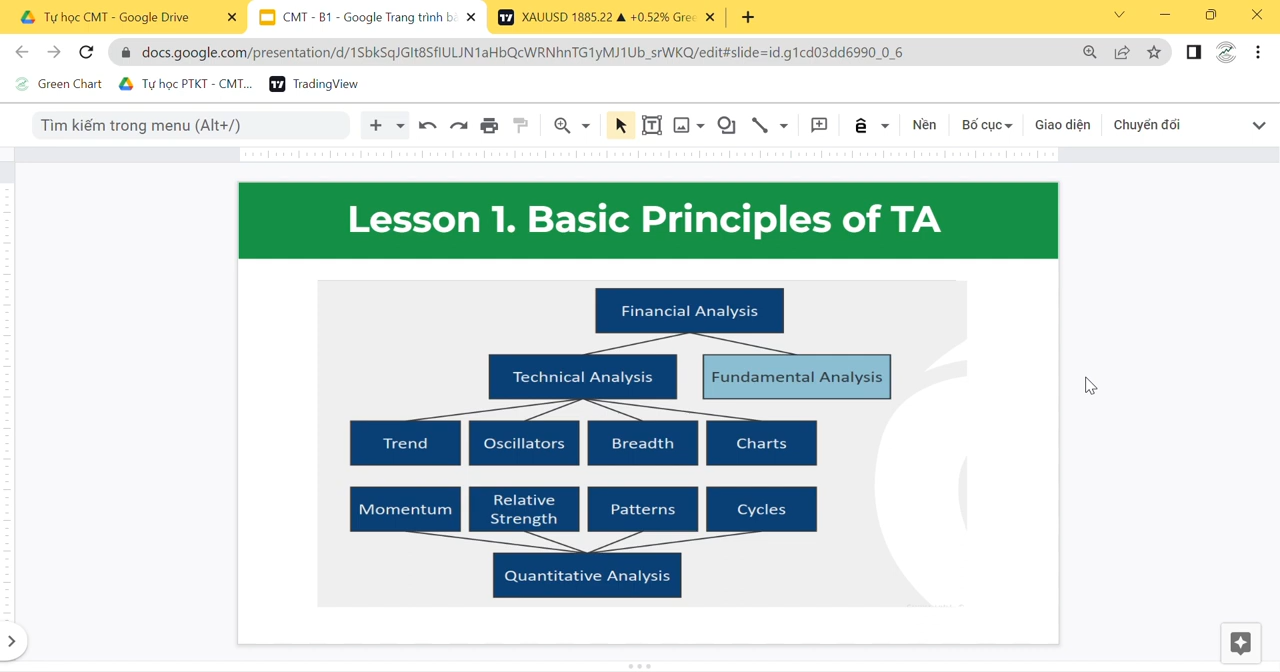 Tự học CMT - Google Drive
CMT - B1 - Google Trang trình bà
XAUUSD 1885.22 ▲ +0.52% Gree
docs.google.com/presentation/d/1SbkSqJGIt8SflULJN1aHbQcWRNhnTG1yMJ1Ub_srWKQ/edit#slide=id.g1cd03dd6990_0_6
Green Chart
Tự học PTKT - CMT...
TradingView
Tìm kiếm trong menu (Alt+/)
Nền
Bố cục
Giao diện
Chuyển đổi
Lesson 1. Basic Principles of TA
Financial Analysis
Technical Analysis
Fundamental Analysis
Trend
Oscillators
Breadth
Charts
Momentum
Relative
Strength
Patterns
Cycles
Quantitative Analysis